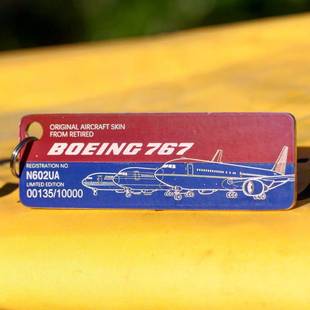 ORIGINAL AIRCRAFT SKIN
FROM RETIRED
BOEING 767
REGISTRATION NO
N602UA
LIMITED EDITION
00135/10000